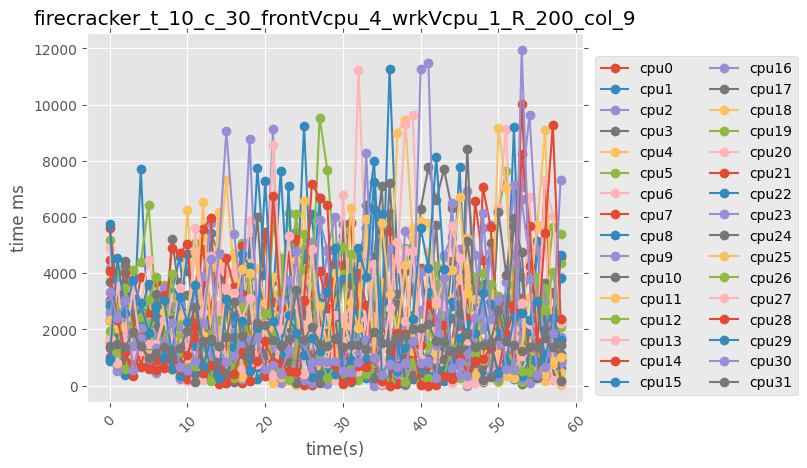 firecracker_t_10_c_30_frontVcpu_4_wrkVcpu_1_R_200_col_9
12000
10000
8000
6000
4000
2000
0
time ms
0
10
20
30
40
50
60
time(s)
cpu0
cpu1
cpu2
cpu3
cpu4
cpu5
cpu6
cpu7
cpu8
cpu9
cpu10
cpu11
cpu12
cpu13
cpu14
cpu15
cpu16
cpu17
cpu18
cpu19
cpu20
cpu21
cpu22
cpu23
cpu24
cpu25
cpu26
cpu27
cpu28
cpu29
cpu30
cpu31